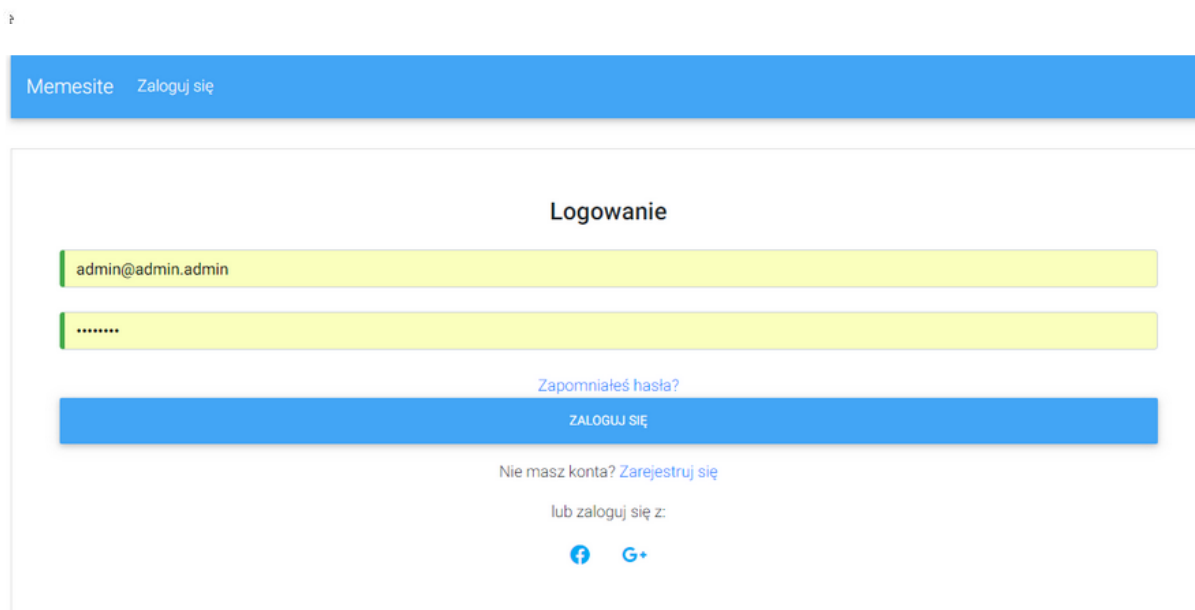 Memesite Zaloguj się
Logowanie
admin@admin.admin
••••••••
Zapomniałeś hasła?
ZALOGUJ SIĘ
Nie masz konta? Zarejestruj się
lub zaloguj się z:
G+